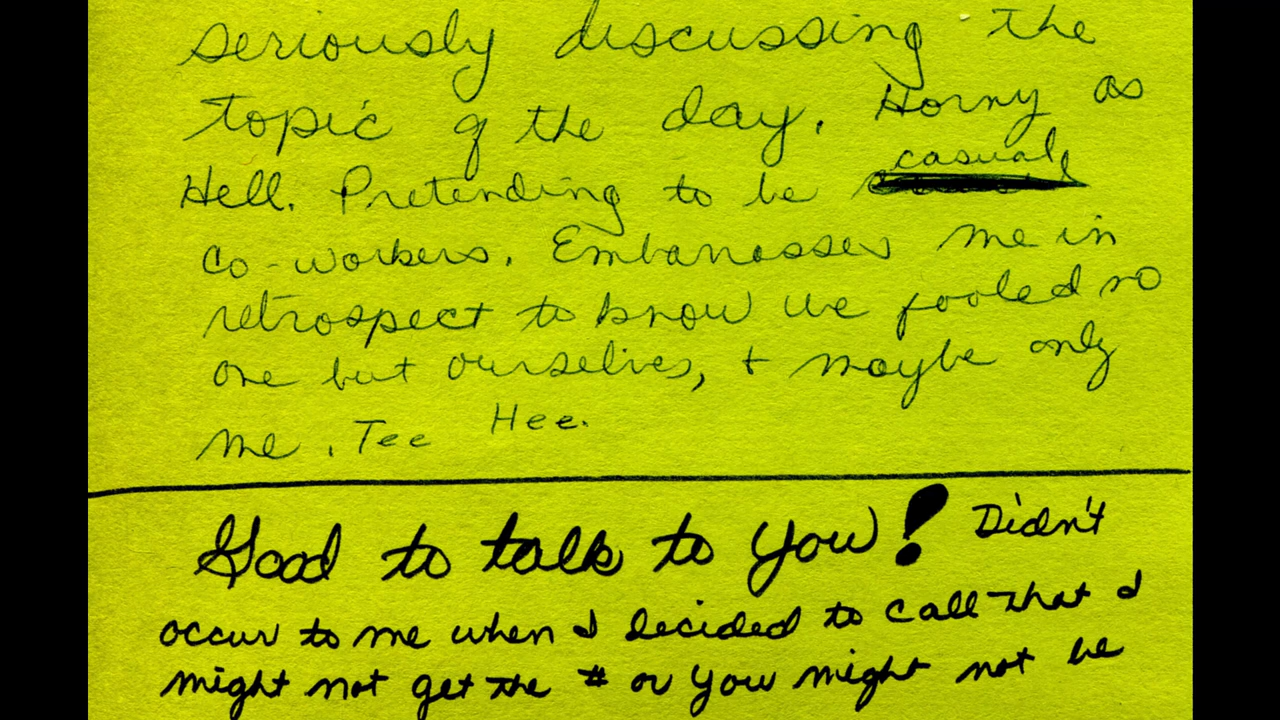 seriously discussing the
topic of the day. Horny as
Hell. Pretending to be casual
co-workers. Embarrasses me in
retrospect to know we fooled no
one but ourselves, + maybe only
me. Tee Hee.
Good to talk to you! Didn't
occur to me when I decided to call that I
might not get the # or you might not be